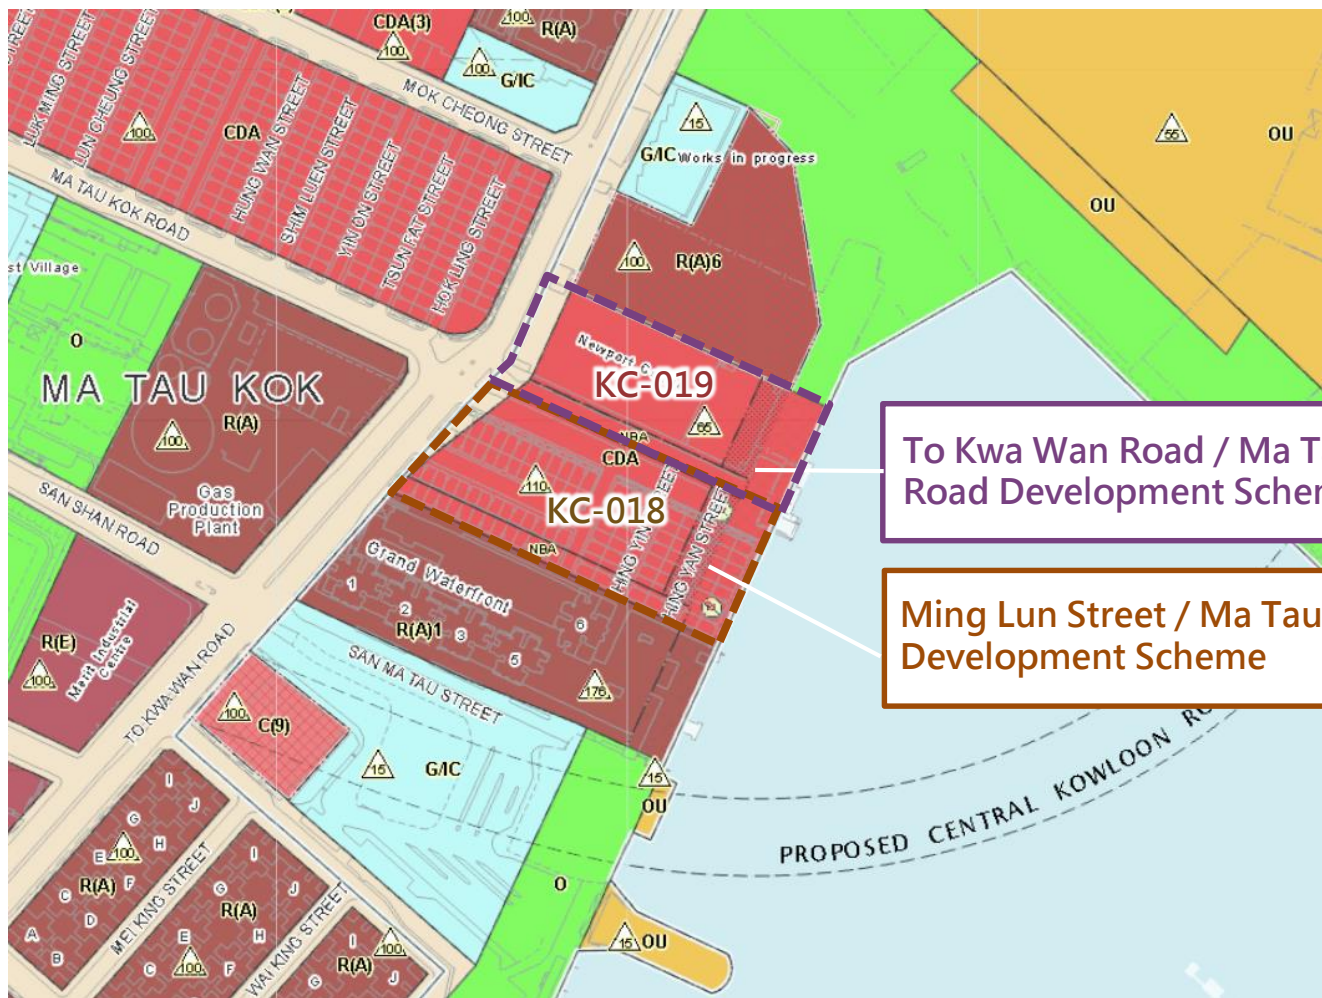 CDA(3)
100
100
R(A)
100
G/IC
MOK CHEONG STREET
LUK MING STREET
LUN CHEUNG STREET
100
CDA
HUNG WAN STREET
SHIM LUEN STREET
YIN ON STREET
TSUN FAT STREET
HOK LING STREET
MA TAU KOK ROAD
15
G/IC
Works in progress
55
OU
OU
100
R(A)6
Village
O
MA TAU KOK
100
R(A)
Gas
Production
Plant
SAN SHAN ROAD
Newport
KC-019
65
NBA
CDA
110
KC-018
NBA
HING YIN STREET
HING YAN STREET
To Kwa Wan Road / Ma T
Road Development Scher
Ming Lun Street / Ma Tau
Development Scheme
Grand Waterfront
1
2
3
5
6
R(A)1
176
SAN MA TAU STREET
R(E)
100
Merit Industrial
Centre
TO KWA WAN ROAD
100
C(9)
15
G/IC
15
OU
O
15
OU
PROPOSED CENTRAL KOWLOON RO
I
J
G
H
E
100
F
C
R(A)
D
A
B
MEI KING STREET
I
G
J
R(A)
E
H
C
100
F
WAI KING STREET
I
100
R(A)
G
J